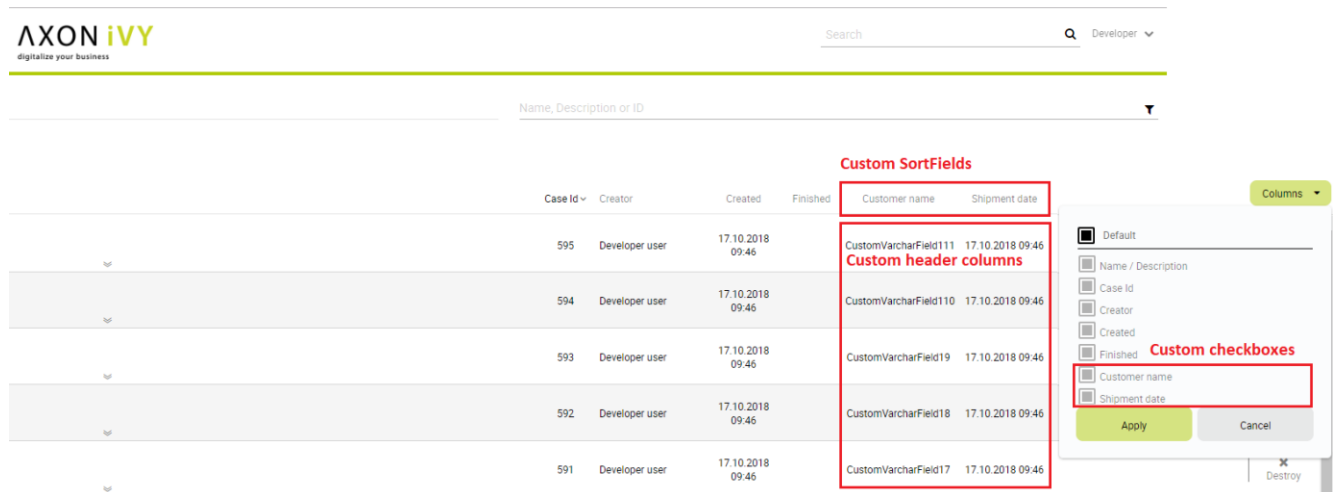 AXON iVY
digitalize your business
Search
Developer
Name, Description or ID
Custom SortFields
Columns
Case Id Creator Created Finished Customer name Shipment date
Default
595 Developer user 17.10.2018 09:46 CustomVarcharField111 17.10.2018 09:46
Custom header columns
Name / Description
Case Id
594 Developer user 17.10.2018 09:46 CustomVarcharField110 17.10.2018 09:46
Creator
Created
Finished
Custom checkboxes
593 Developer user 17.10.2018 09:46 CustomVarcharField19 17.10.2018 09:46
Customer name
Shipment date
592 Developer user 17.10.2018 09:46 CustomVarcharField18 17.10.2018 09:46
Apply Cancel
591 Developer user 17.10.2018 09:46 CustomVarcharField17 17.10.2018 09:46
Destroy